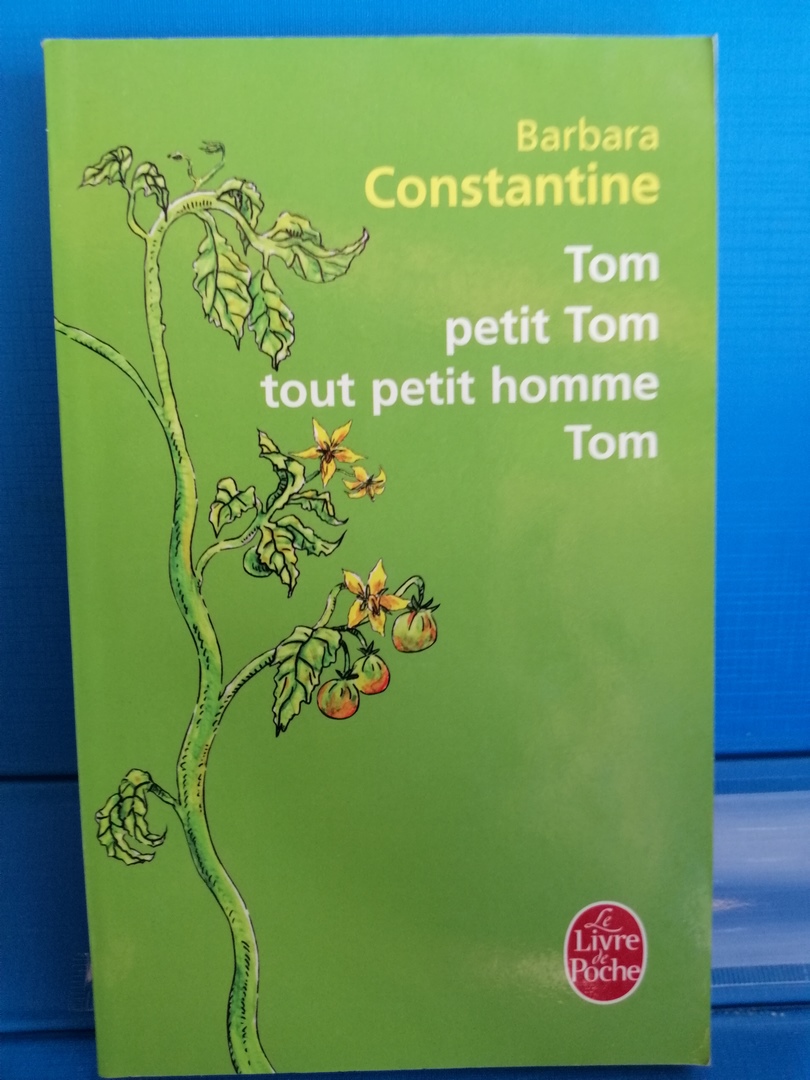 Barbara
Constantine
Tom
petit Tom
tout petit homme
Tom
Le
Livre
de
Poche